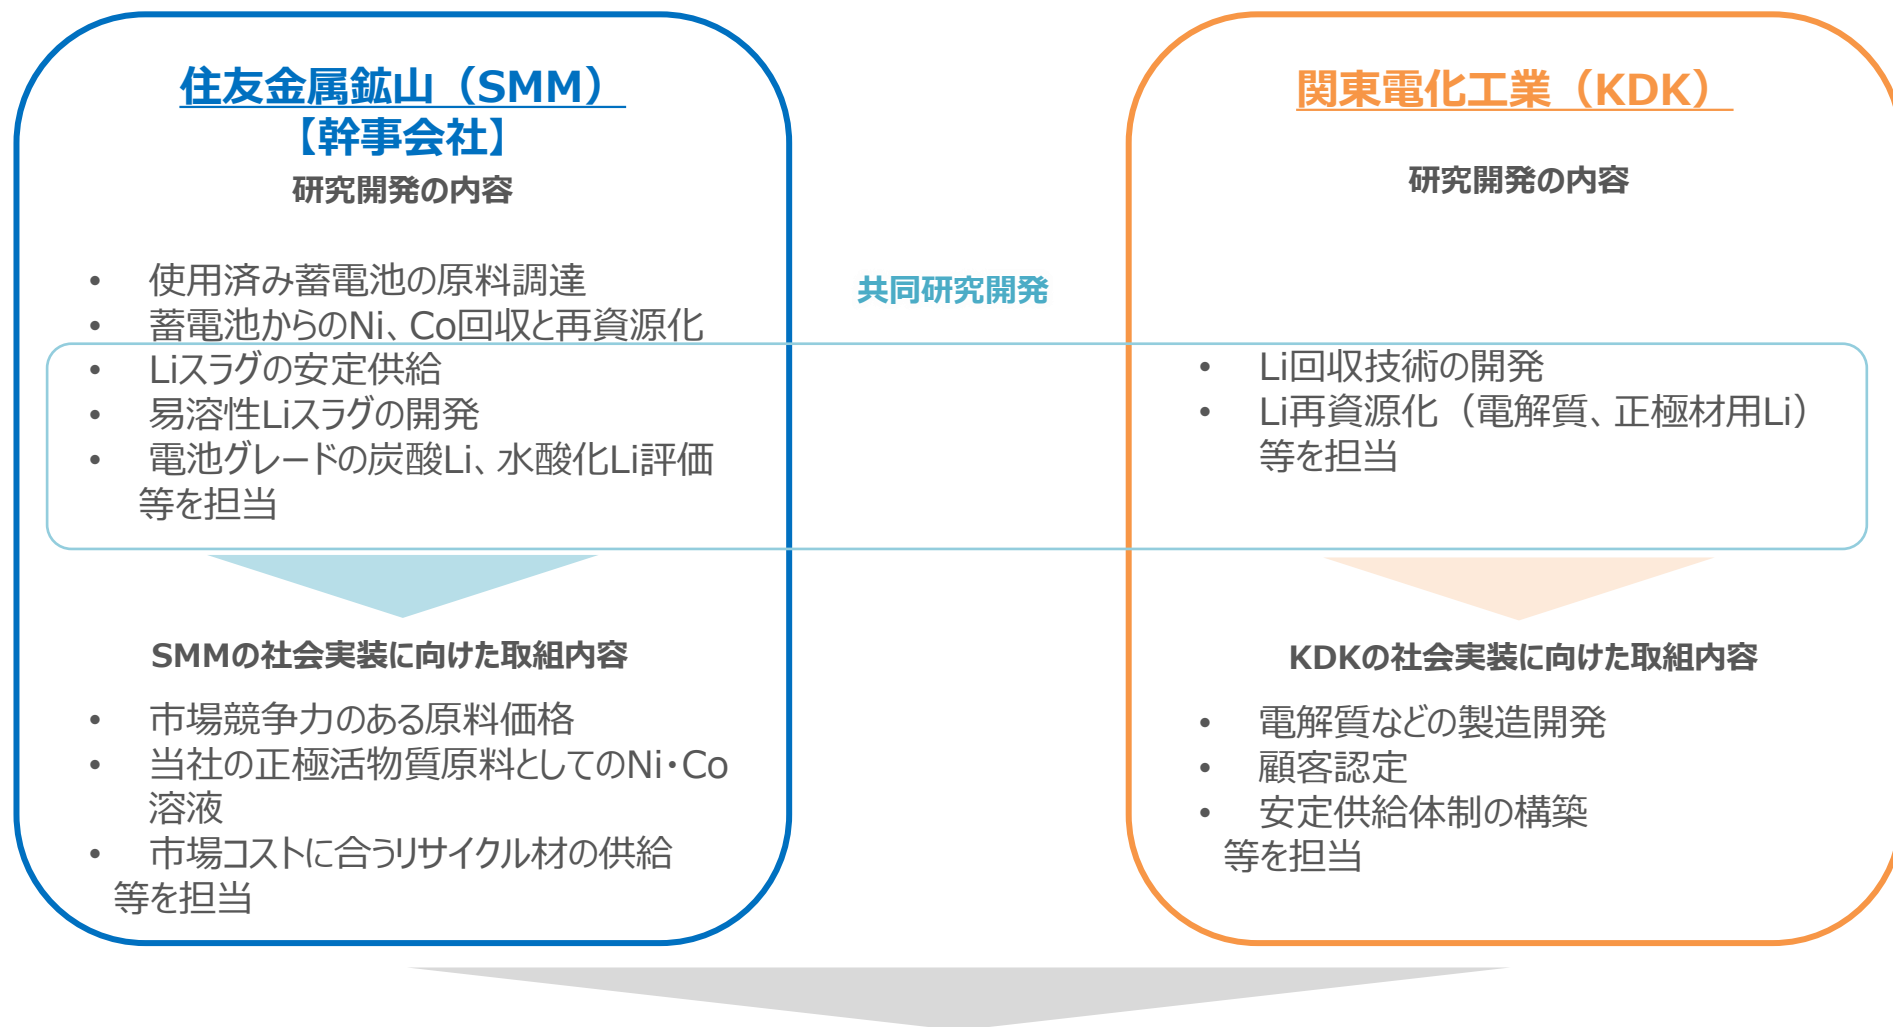 住友金属鉱山（SMM）
【幹事会社】
研究開発の内容
• 使用済み蓄電池の原料調達
• 蓄電池からのNi、Co回収と再資源化
• Liスラグの安定供給
• 易溶性Liスラグの開発
• 電池グレードの炭酸Li、水酸化Li評価
等を担当
SMMの社会実装に向けた取組内容
• 市場競争力のある原料価格
• 当社の正極活物質原料としてのNi・Co
溶液
• 市場コストに合うリサイクル材の供給
等を担当
共同研究開発
関東電化工業（KDK）
研究開発の内容
• Li回収技術の開発
• Li再資源化（電解質、正極材用Li）
等を担当
KDKの社会実装に向けた取組内容
• 電解質などの製造開発
• 顧客認定
• 安定供給体制の構築
等を担当